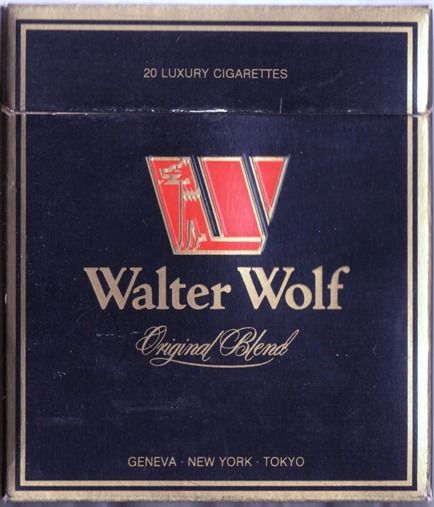 20 LUXURY CIGARETTES
Walter Wolf
Original Blend
GENEVA · NEW YORK · TOKYO